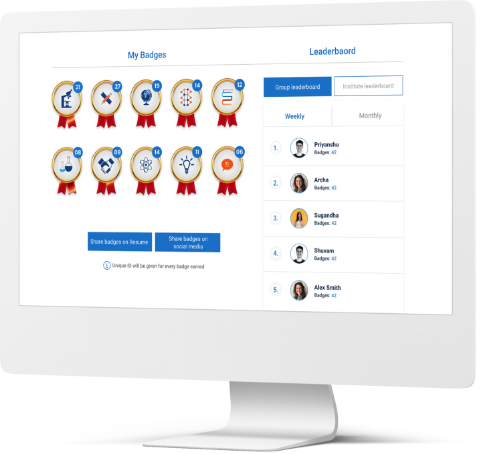 My Badges
21
27
11
14
12
08
09
14
11
06
Share badges on Resume
Share badges on
social media
Unique ID will be given for every badge earned
Leaderbaord
Group leaderboard
Institute leaderboard
Weekly
Monthly
1.
Priyanshu
Badges: 42
2.
Archa
Badges: 42
3.
Sugandha
Badges: 42
4.
Shuvam
Badges: 42
5.
Alex Smith
Badges: 42